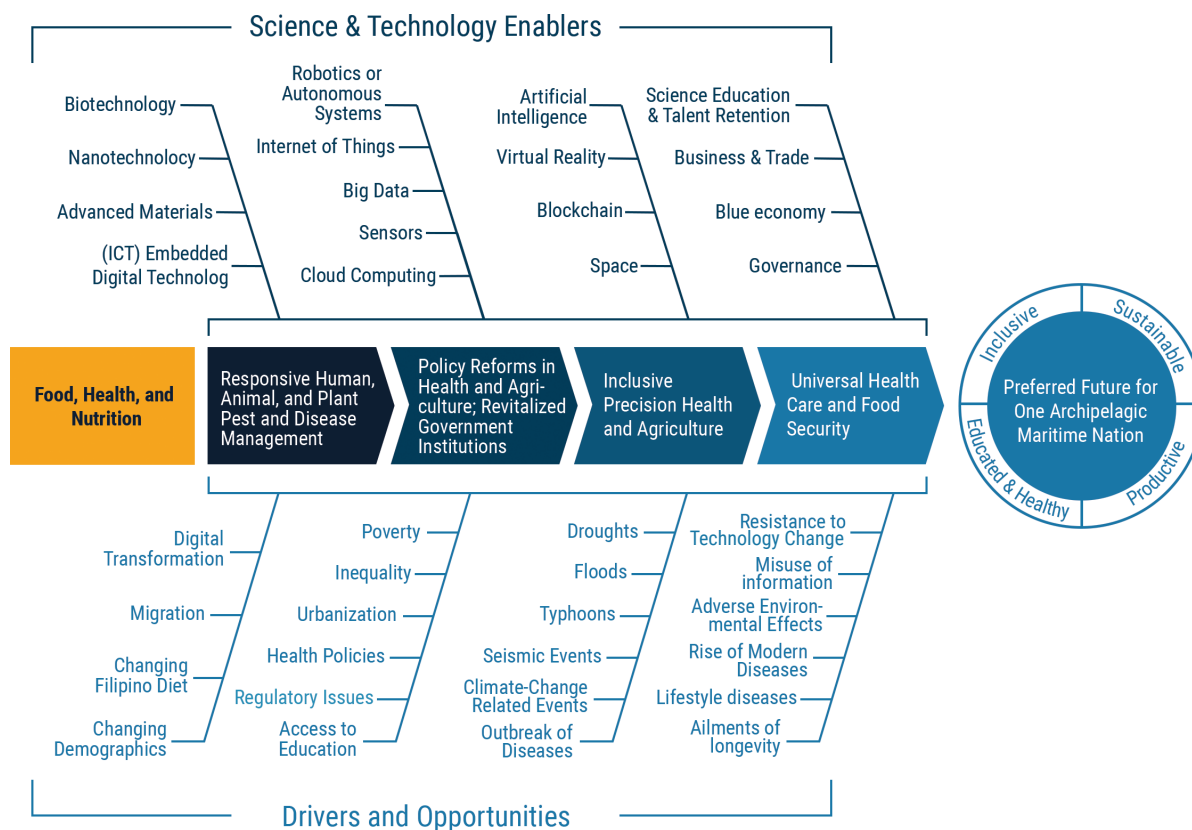 Science & Technology Enablers
Biotechnology
Nanotechnolocy
Advanced Materials
(ICT) Embedded
Digital Technolog
Robotics or
Autonomous
Systems
Internet of Things
Big Data
Sensors
Cloud Computing
Artificial
Intelligence
Virtual Reality
Blockchain
Space
Science Education
& Talent Retention
Business & Trade
Blue economy
Governance
Food, Health, and
Nutrition
Responsive Human,
Animal, and Plant
Pest and Disease
Management
Policy Reforms in
Health and Agri-
culture; Revitalized
Government
Institutions
Inclusive
Precision Health
and Agriculture
Universal Health
Care and Food
Security
Inclusive
Sustainable
Preferred Future for
One Archipelagic
Maritime Nation
Educated & Healthy
Productive
Digital
Transformation
Migration
Changing
Filipino Diet
Changing
Demographics
Poverty
Inequality
Urbanization
Health Policies
Regulatory Issues
Access to
Education
Droughts
Floods
Typhoons
Seismic Events
Climate-Change
Related Events
Outbreak of
Diseases
Resistance to
Technology Change
Misuse of
information
Adverse Environ-
mental Effects
Rise of Modern
Diseases
Lifestyle diseases
Ailments of
longevity
Drivers and Opportunities